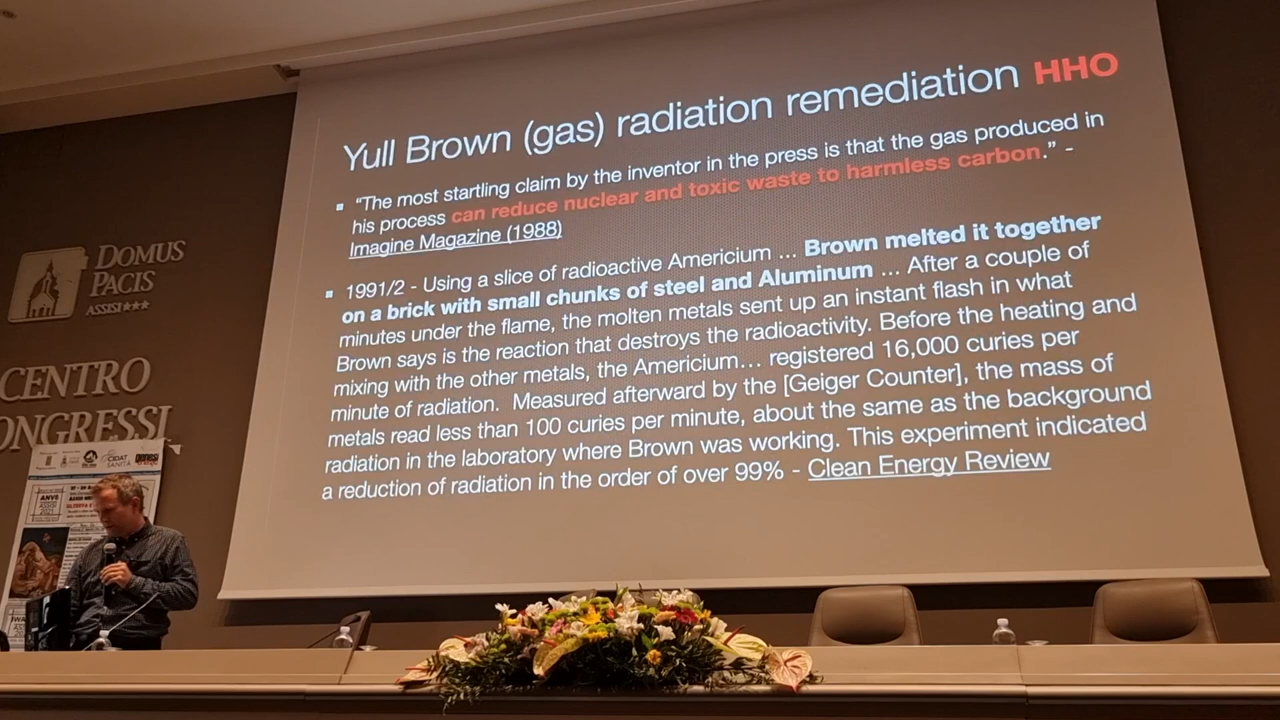 Yull Brown (gas) radiation remediation HHO
“The most startling claim by the inventor in the press is that the gas produced in
his process can reduce nuclear and toxic waste to harmless carbon.” -
Imagine Magazine (1988)
1991/2 - Using a slice of radioactive Americium ... Brown melted it together
on a brick with small chunks of steel and Aluminum ... After a couple of
minutes under the flame, the molten metals sent up an instant flash in what
Brown says is the reaction that destroys the radioactivity. Before the heating and
mixing with the other metals, the Americium... registered 16,000 curies per
minute of radiation. Measured afterward by the [Geiger Counter], the mass of
metals read less than 100 curies per minute, about the same as the background
radiation in the laboratory where Brown was working. This experiment indicated
a reduction of radiation in the order of over 99% - Clean Energy Review
DOMUS
PACIS
ASSISI★★★
CENTRO
ONGRESSI
CIDAT
SANITÀ